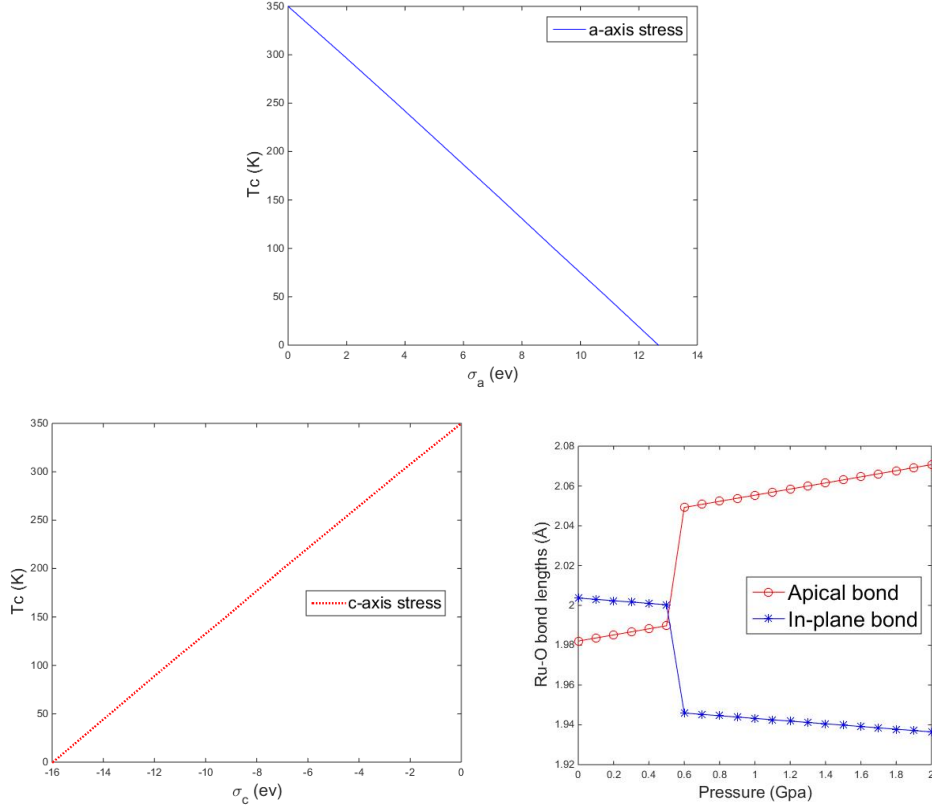 350
300
250
200
150
100
50
0
Tc (K)
a-axis stress
0 2 4 6 8 10 12 14
σa (ev)
350
300
250
200
150
100
50
0
Tc (K)
c-axis stress
-16 -14 -12 -10 -8 -6 -4 -2 0
σc (ev)
2.08
2.06
2.04
2.02
2
1.98
1.96
1.94
1.92
Ru-O bond lengths (Å)
Apical bond
In-plane bond
0 0.2 0.4 0.6 0.8 1 1.2 1.4 1.6 1.8 2
Pressure (Gpa)